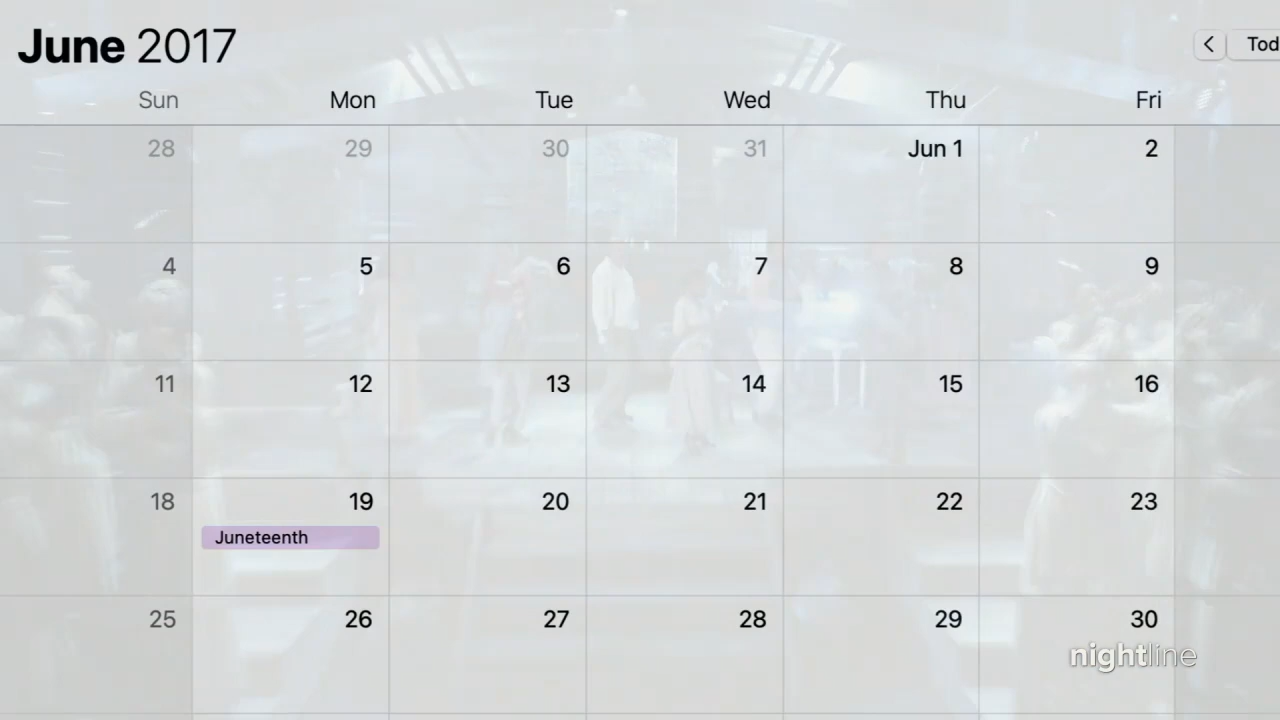 June 2017
< Tod
Sun Mon Tue Wed Thu Fri
28 29 30 31 Jun 1 2
4 5 6 7 8 9
11 12 13 14 15 16
18 19 20 21 22 23
Juneteenth
25 26 27 28 29 30
nightline